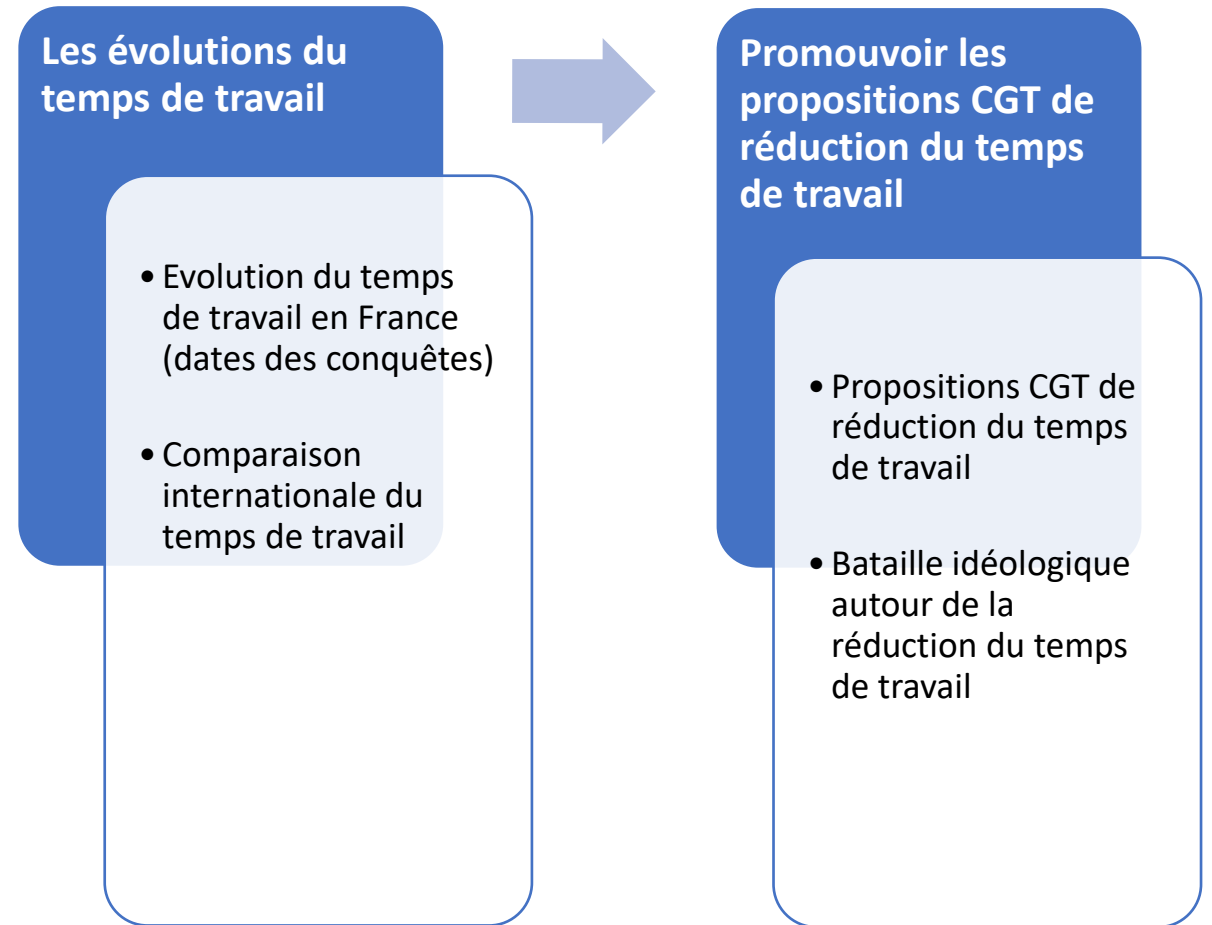 Les évolutions du
temps de travail
• Evolution du temps
de travail en France
(dates des conquêtes)
• Comparaison
internationale du
temps de travail
Promouvoir les
propositions CGT de
réduction du temps
de travail
• Propositions CGT de
réduction du temps
de travail
• Bataille idéologique
autour de la
réduction du temps
de travail